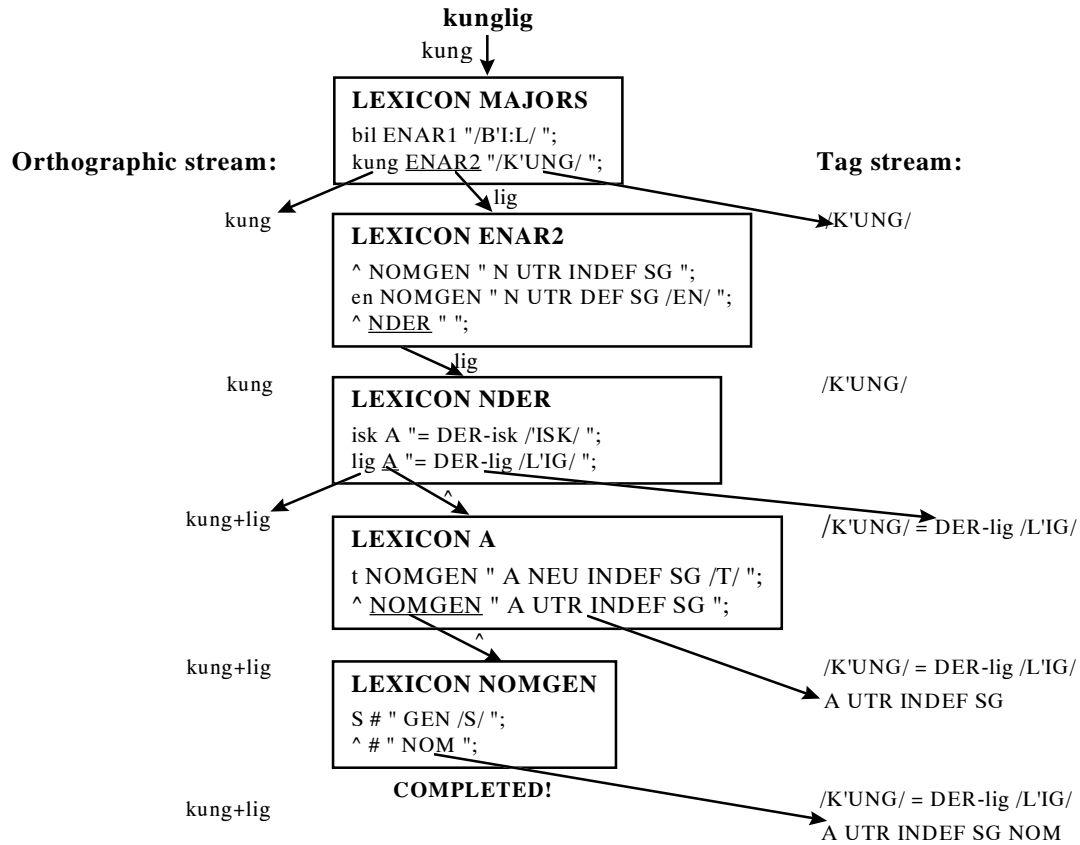 kunglig
kung
LEXICON MAJORS
bil ENAR1 "/B'I:L/ ";
Orthographic stream:
kung ENAR2 "/K'UNG/ ";
Tag stream:
lig
kung
/K'UNG/
LEXICON ENAR2
^ NOMGEN " N UTR INDEF SG ";
en NOMGEN " N UTR DEF SG /EN/ ";
^ NDER " ";
lig
kung
/K'UNG/
LEXICON NDER
isk A "= DER-isk /'ISK/ ";
lig A "= DER-lig /L'IG/ ";
^
kung+lig
/K'UNG/ = DER-lig /L'IG/
LEXICON A
t NOMGEN " A NEU INDEF SG /T/ ";
^ NOMGEN " A UTR INDEF SG ";
^
kung+lig
/K'UNG/ = DER-lig /L'IG/
A UTR INDEF SG
LEXICON NOMGEN
S # " GEN /S/ ";
^ # " NOM ";
COMPLETED!
kung+lig
/K'UNG/ = DER-lig /L'IG/
A UTR INDEF SG NOM